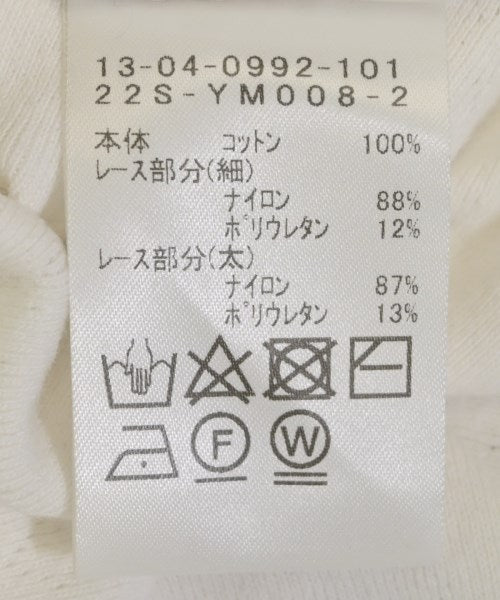 13-04-0992-101
22S-YM008-2
本体 コットン 100%
レース部分(細)
ナイロン 88%
ポリウレタン 12%
レース部分(太)
ナイロン 87%
ポリウレタン 13%
F W